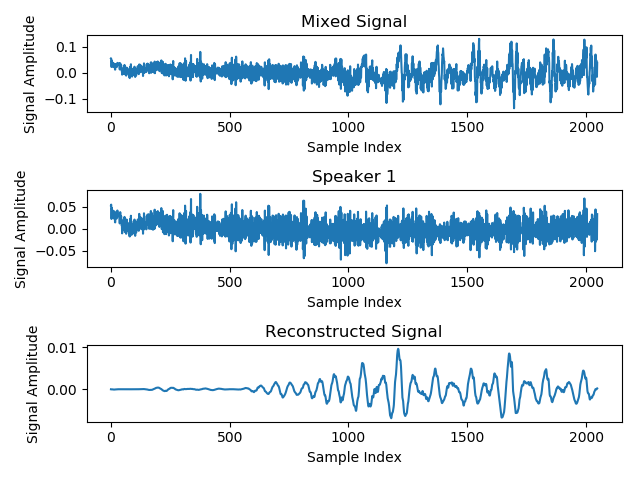 Mixed Signal
Signal Amplitude
0.1
0.0
−0.1
0 500 1000 1500 2000
Sample Index
Speaker 1
Signal Amplitude
0.05
0.00
−0.05
0 500 1000 1500 2000
Sample Index
Reconstructed Signal
Signal Amplitude
0.01
0.00
0 500 1000 1500 2000
Sample Index